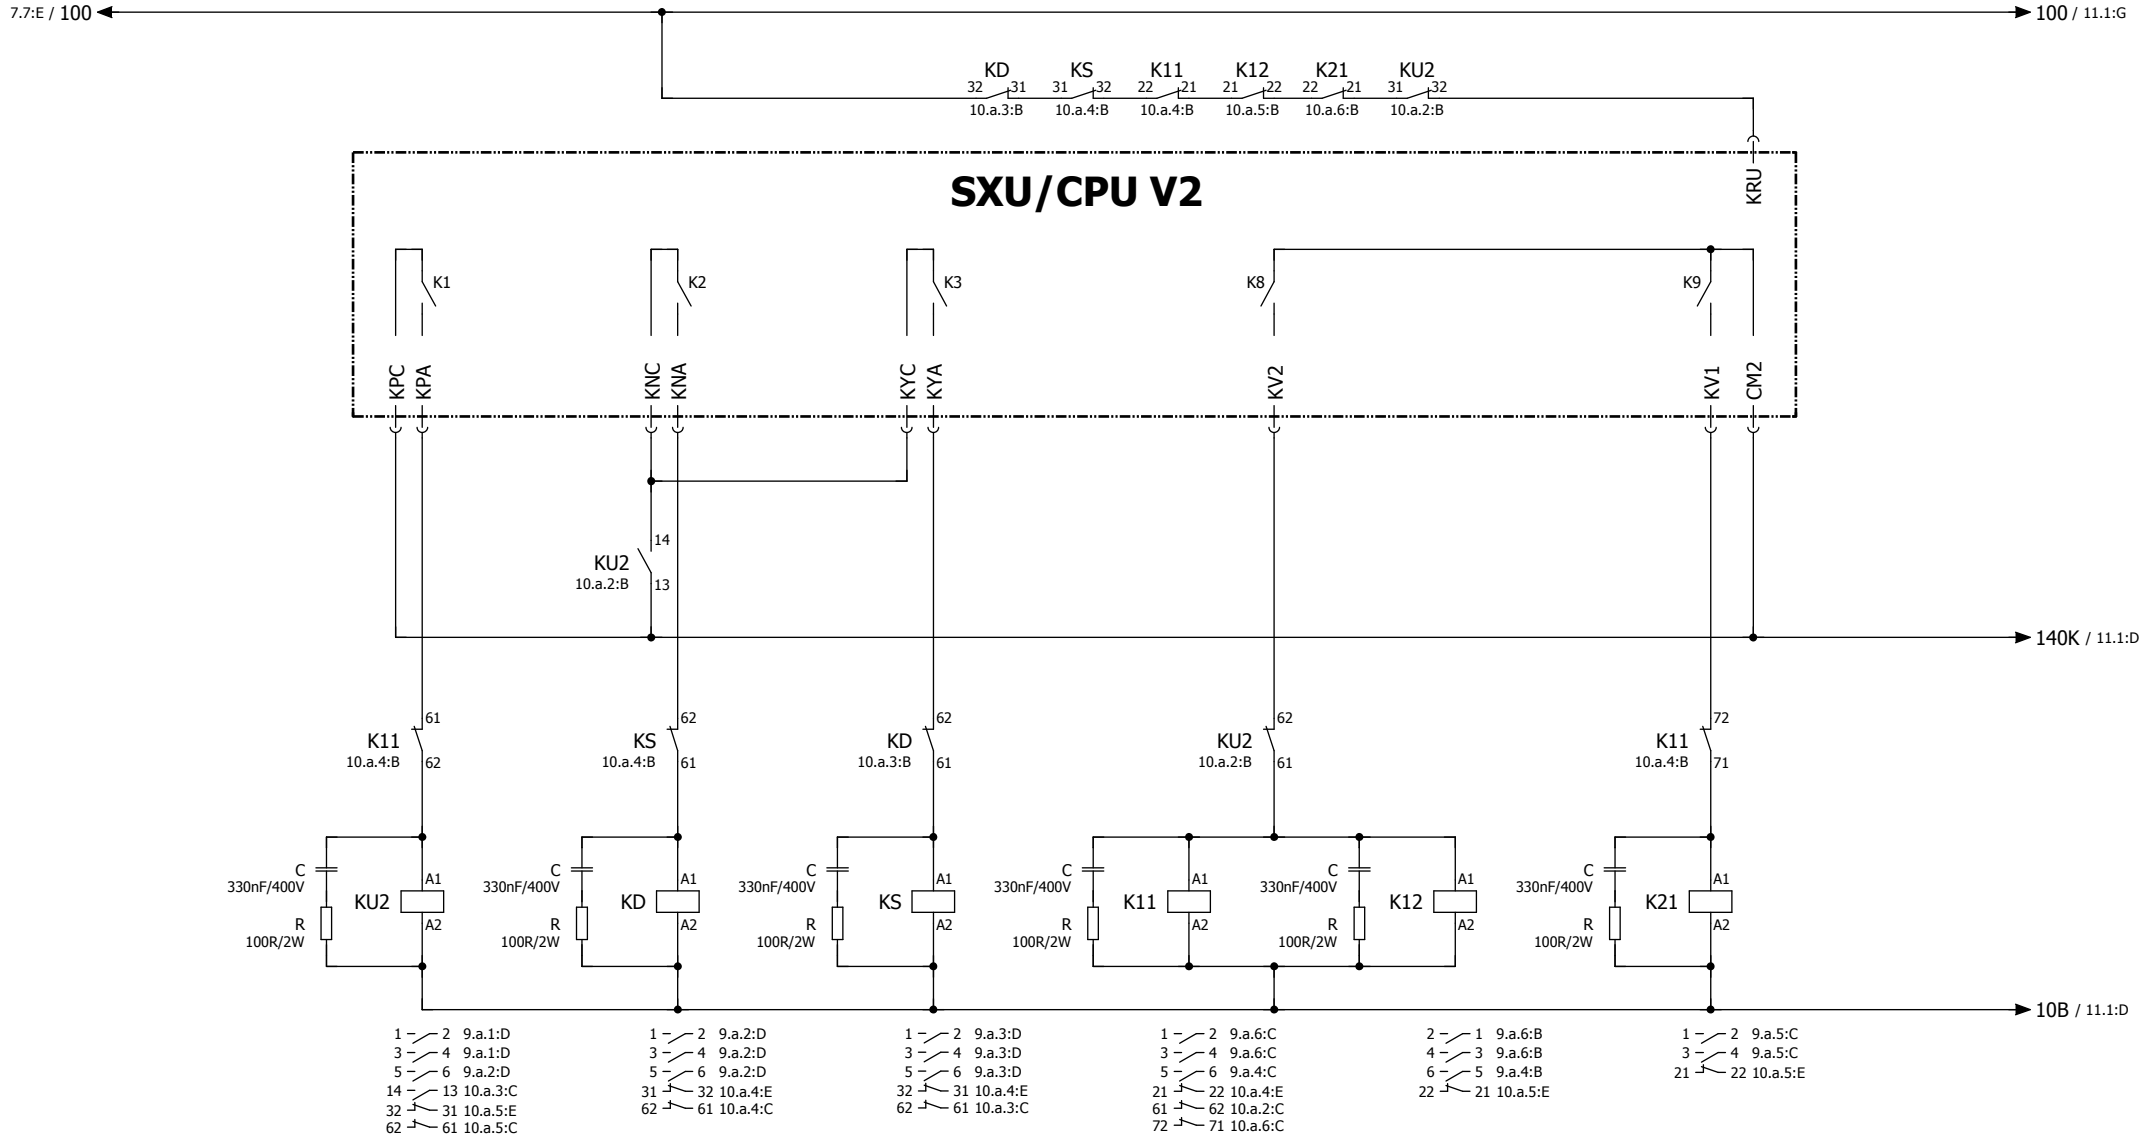 7.7:E / 100
100 / 11.1:G
KD KS K11 K12 K21 KU2
32 31 31 32 22 21 21 22 22 21 31 32
10.a.3:B 10.a.4:B 10.a.4:B 10.a.5:B 10.a.6:B 10.a.2:B
SXU/CPU V2
KRU
K1 K2 K3 K8 K9
KPC KPA KNC KNA KYC KYA KV2 KV1 CM2
14
KU2
10.a.2:B 13
140K / 11.1:D
61 62 62 62 72
K11 KS KD KU2 K11
10.a.4:B 62 10.a.4:B 61 10.a.3:B 61 10.a.2:B 61 10.a.4:B 71
C C C C C C
330nF/400V A1 330nF/400V A1 330nF/400V A1 330nF/400V A1 330nF/400V A1 330nF/400V A1
KU2 KD KS K11 K12 K21
R A2 R A2 R A2 R A2 R A2 R A2
100R/2W 100R/2W 100R/2W 100R/2W 100R/2W 100R/2W
10B / 11.1:D
1 2 9.a.1:D
3 4 9.a.1:D
5 6 9.a.2:D
14 13 10.a.3:C
32 31 10.a.5:E
62 61 10.a.5:C
1 2 9.a.2:D
3 4 9.a.2:D
5 6 9.a.2:D
31 32 10.a.4:E
62 61 10.a.4:C
1 2 9.a.3:D
3 4 9.a.3:D
5 6 9.a.3:D
32 31 10.a.4:E
62 61 10.a.3:C
1 2 9.a.6:C
3 4 9.a.6:C
5 6 9.a.4:C
21 22 10.a.4:E
61 62 10.a.2:C
72 71 10.a.6:C
2 1 9.a.6:B
4 3 9.a.6:B
6 5 9.a.4:B
22 21 10.a.5:E
1 2 9.a.5:C
3 4 9.a.5:C
21 22 10.a.5:E